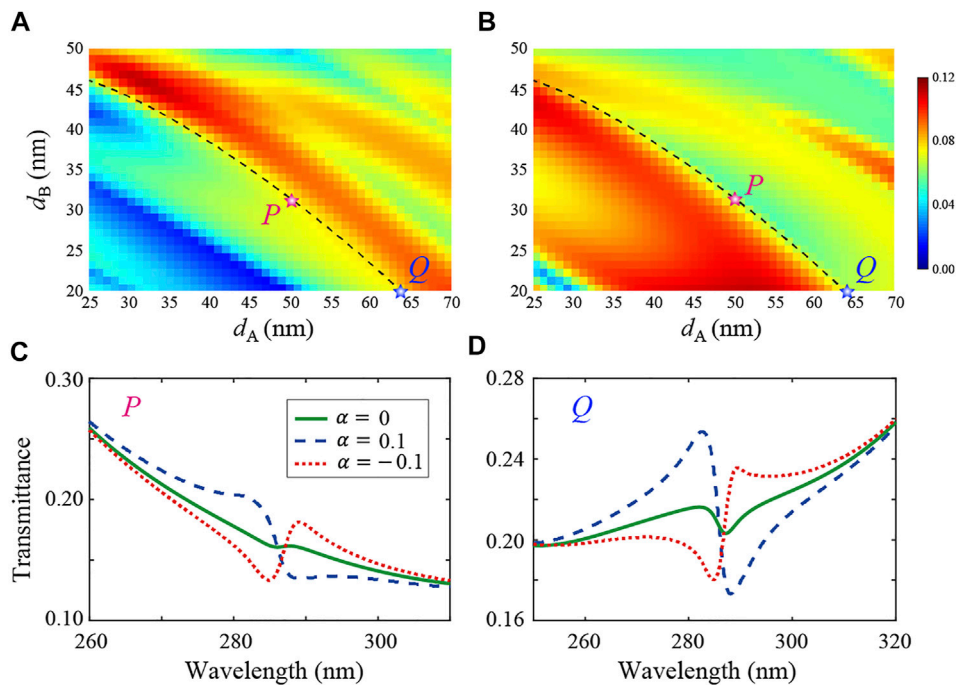 A
B
50
45
40
35
30
25
20
d_B (nm)
25 30 35 40 45 50 55 60 65 70
d_A (nm)
P
Q
50
45
40
35
30
25
20
25 30 35 40 45 50 55 60 65 70
d_A (nm)
P
Q
0.12
0.08
0.04
0.00
C
D
0.30
0.20
0.10
Transmittance
P
α = 0
α = 0.1
α = −0.1
260 270 280 290 300
Wavelength (nm)
0.28
0.24
0.20
0.16
Q
260 280 300 320
Wavelength (nm)